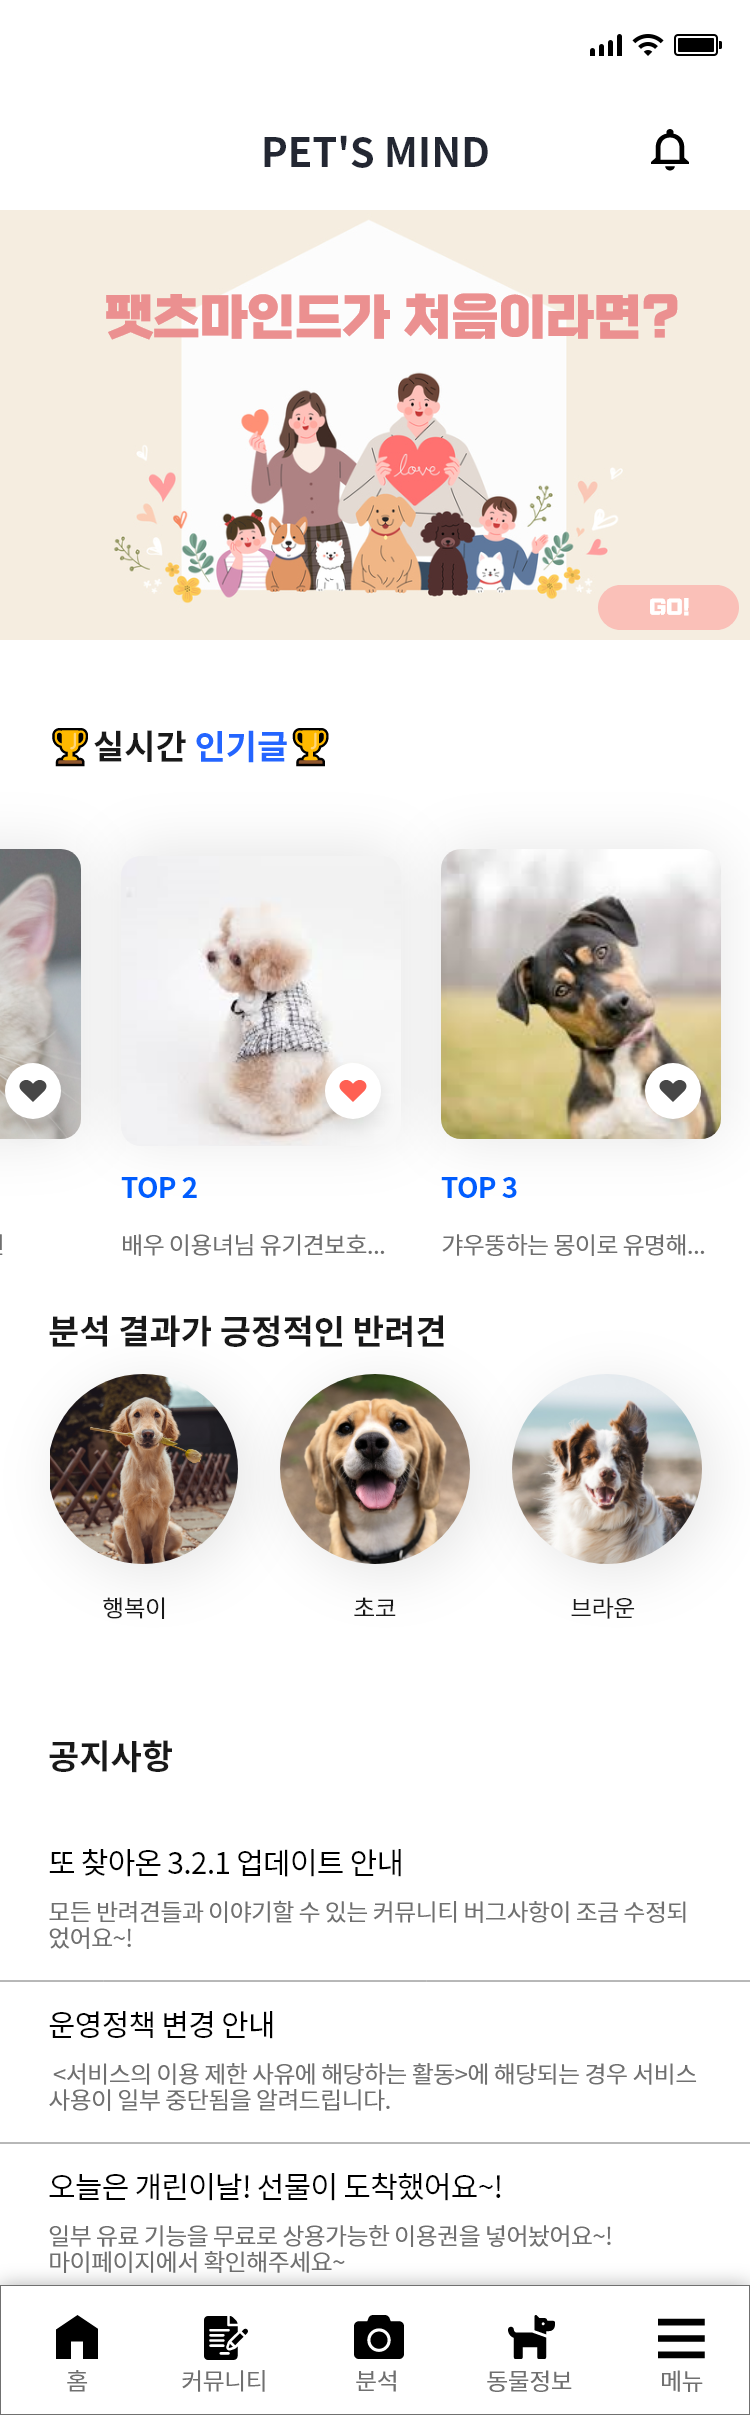 PET'S MIND
팻츠마인드가 처음이라면?
love
GO!
🏆실시간 인기글🏆
TOP 2
TOP 3
배우 이용녀님 유기견보호...
갸우뚱하는 몽이로 유명해...
분석 결과가 긍정적인 반려견
행복이
초코
브라운
공지사항
또 찾아온 3.2.1 업데이트 안내
모든 반려견들과 이야기할 수 있는 커뮤니티 버그사항이 조금 수정되
었어요~!
운영정책 변경 안내
<서비스의 이용 제한 사유에 해당하는 활동>에 해당되는 경우 서비스
사용이 일부 중단됨을 알려드립니다.
오늘은 개린이날! 선물이 도착했어요~!
일부 유료 기능을 무료로 상용가능한 이용권을 넣어놨어요~!
마이페이지에서 확인해주세요~
홈
커뮤니티
분석
동물정보
메뉴